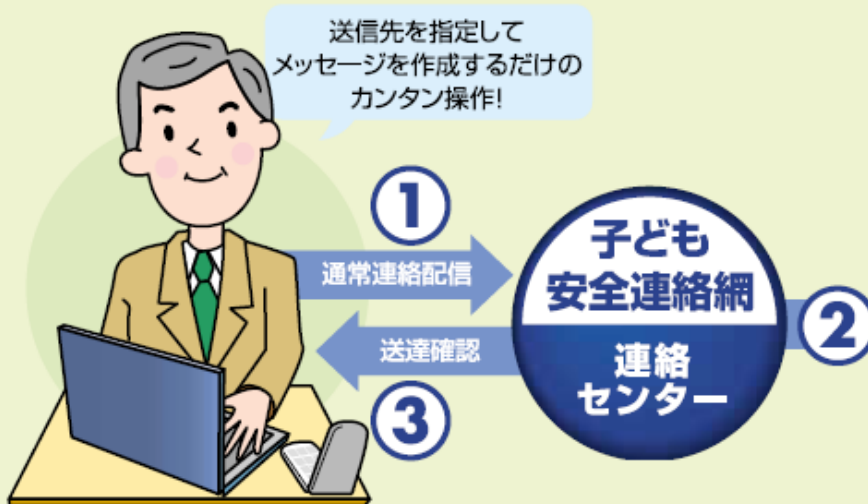 送信先を指定して
メッセージを作成するだけの
カンタン操作!
1
通常連絡配信
子ども
安全連絡網
連絡
センター
2
送達確認
3